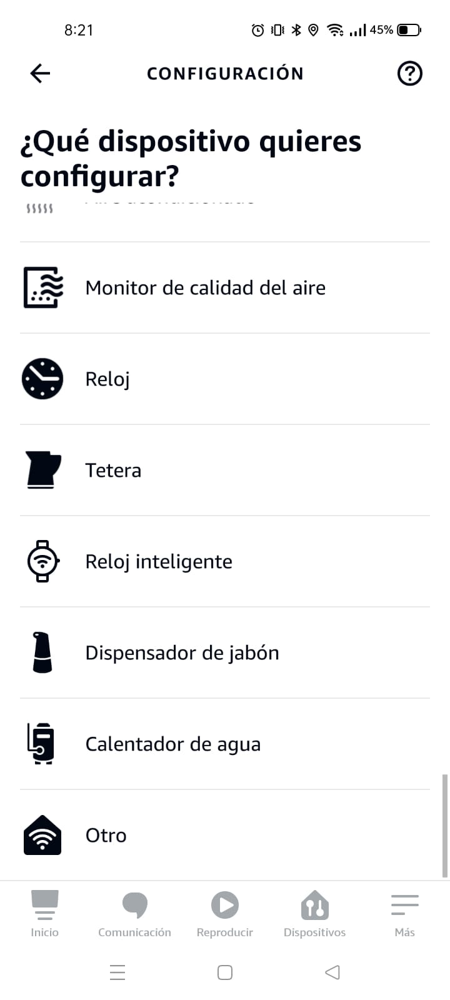 8:21
45%
CONFIGURACIÓN
¿Qué dispositivo quieres
configurar?
Monitor de calidad del aire
Reloj
Tetera
Reloj inteligente
Dispensador de jabón
Calentador de agua
Otro
Inicio
Comunicación
Reproducir
Dispositivos
Más